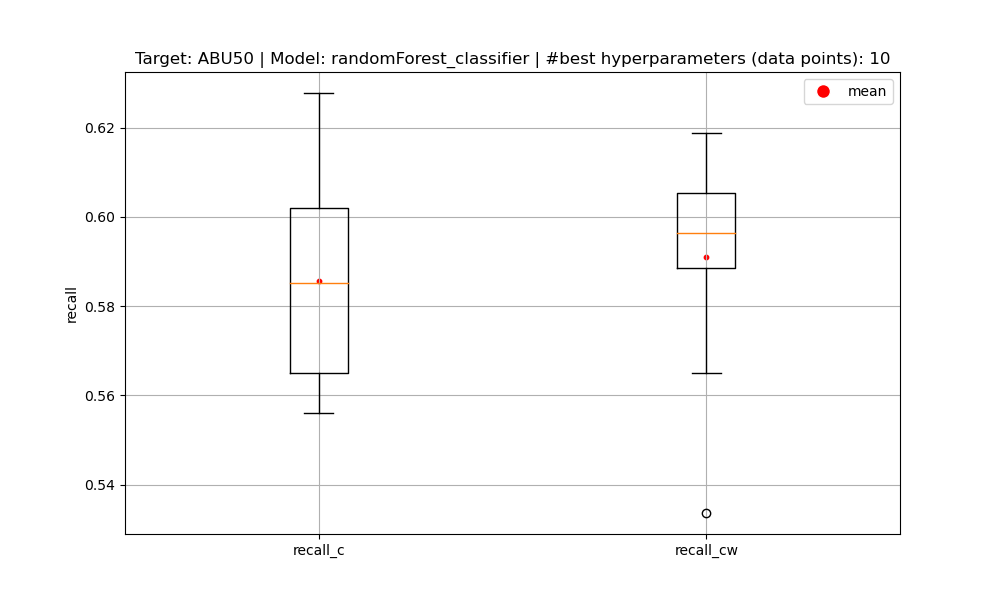 Target: ABU50 | Model: randomForest_classifier | #best hyperparameters (data points): 10
mean
0.62
0.60
0.58
0.56
0.54
recall
recall_c
recall_cw